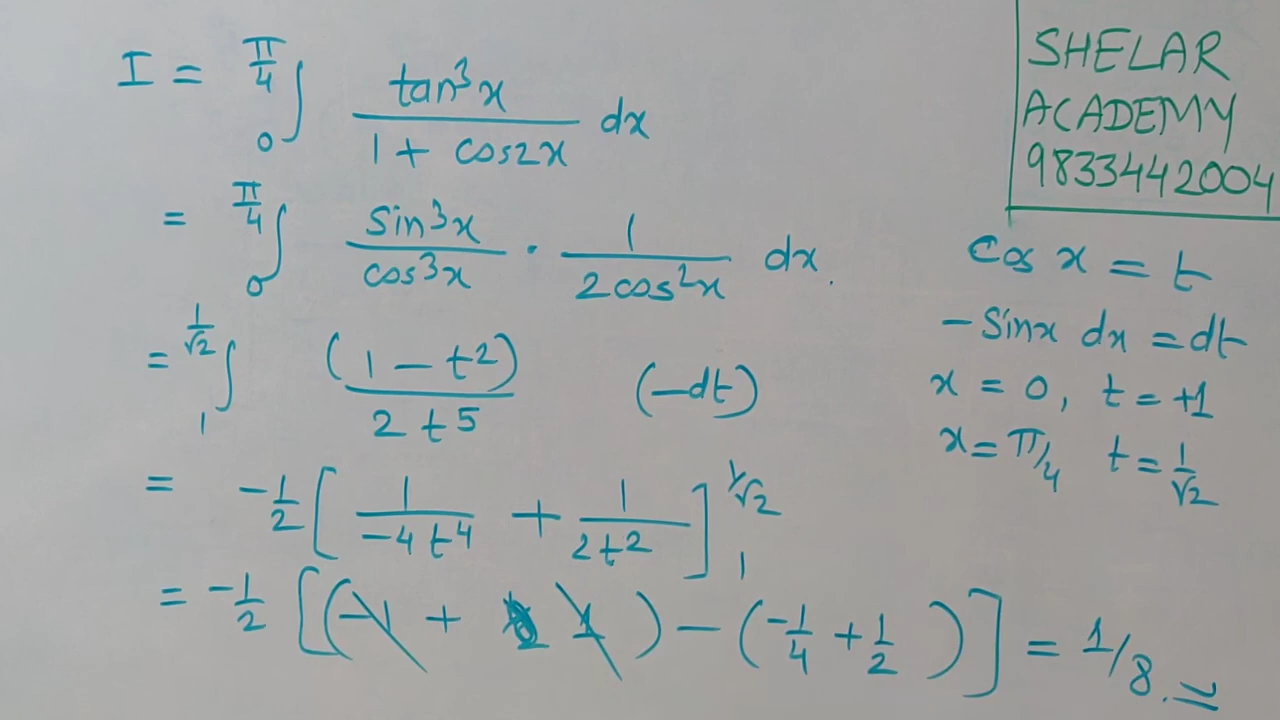 I = π/4 ∫ 0 tan³x / 1 + cos2x dx
= π/4 ∫ 0 sin³x / cos³x · 1 / 2cos²x dx.
= 1/√2 ∫ 1 (1 - t²) / 2t5 (-dt)
= -1/2 [ 1 / -4t⁴ + 1 / 2t² ] 1/√2 1
= -1/2 [(-1 + 1) - (-1/4 + 1/2)] = 1/8.
SHELAR
ACADEMY
9833442004
cos x = t
-sinx dx = dt
x = 0, t = +1
x = π/4 t = 1/√2